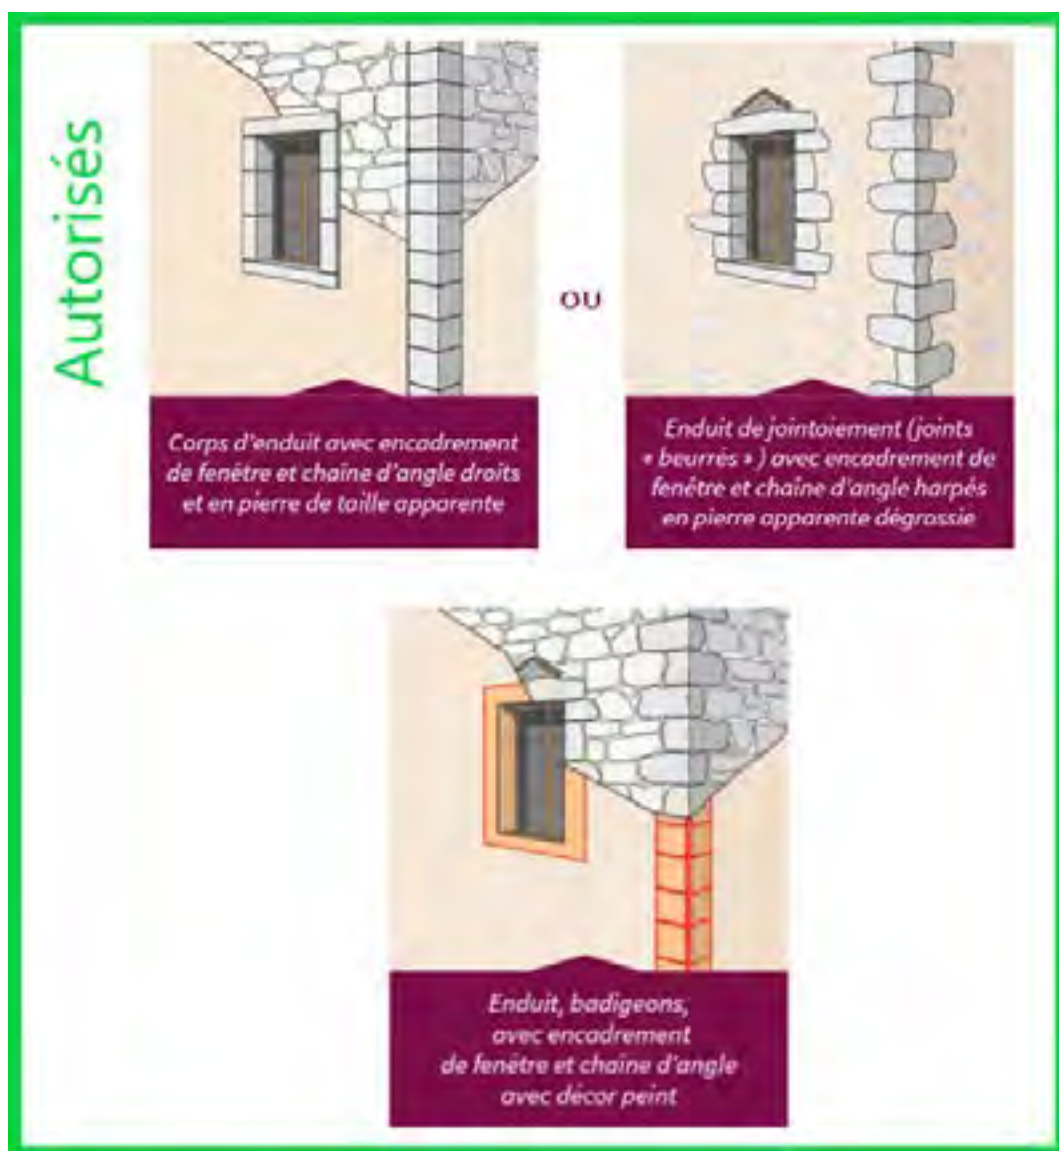 Autorisés
Corps d'enduit avec encadrement
de fenêtre et chaîne d'angle droits
et en pierre de taille apparente
ou
Enduit de jointoiement (joints
« beurrés » ) avec encadrement de
fenêtre et chaîne d'angle harpés
en pierre apparente dégrossie
Enduit, badigeons,
avec encadrement
de fenêtre et chaîne d'angle
avec décor peint